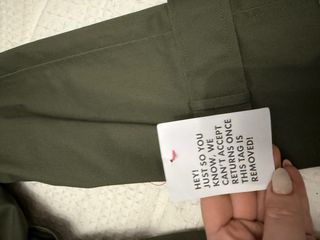 HEY!
JUST SO YOU
KNOW, WE
CAN'T ACCEPT
RETURNS ONCE
THIS TAG IS
REMOVED!